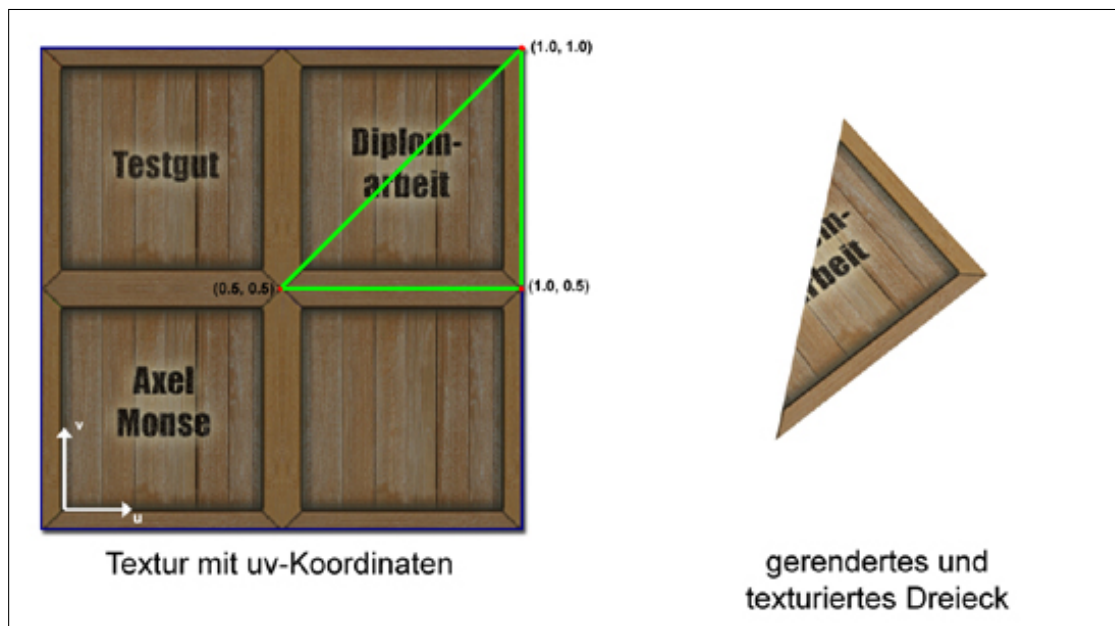 (1.0, 1.0)
Testgut
Diplom-
arbeit
(0.5, 0.5)
(1.0, 0.5)
Axel
Monse
v
u
Textur mit uv-Koordinaten
om-
arbeit
gerendertes und
texturiertes Dreieck